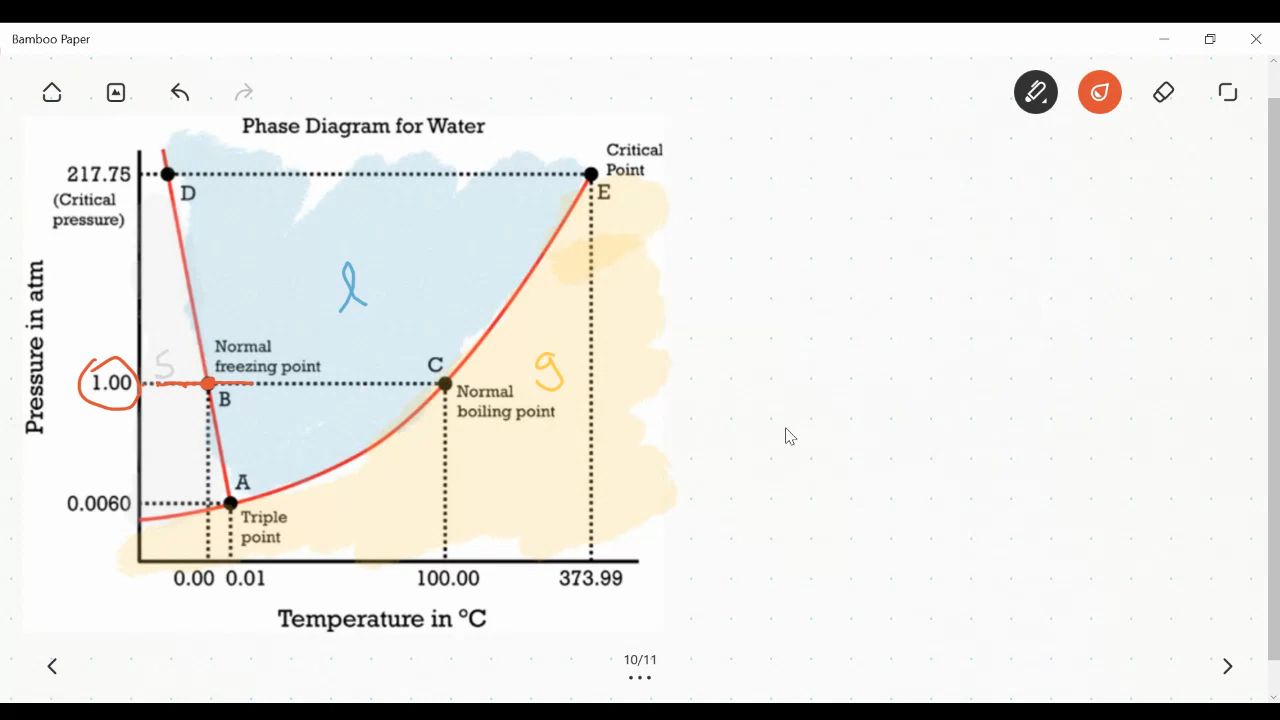 Bamboo Paper
Phase Diagram for Water
Critical
Point
217.75
(Critical
pressure)
D
E
l
Pressure in atm
Normal
freezing point
s
C
g
1.00
B
Normal
boiling point
A
0.0060
Triple
point
0.00 0.01 100.00 373.99
Temperature in °C
10/11